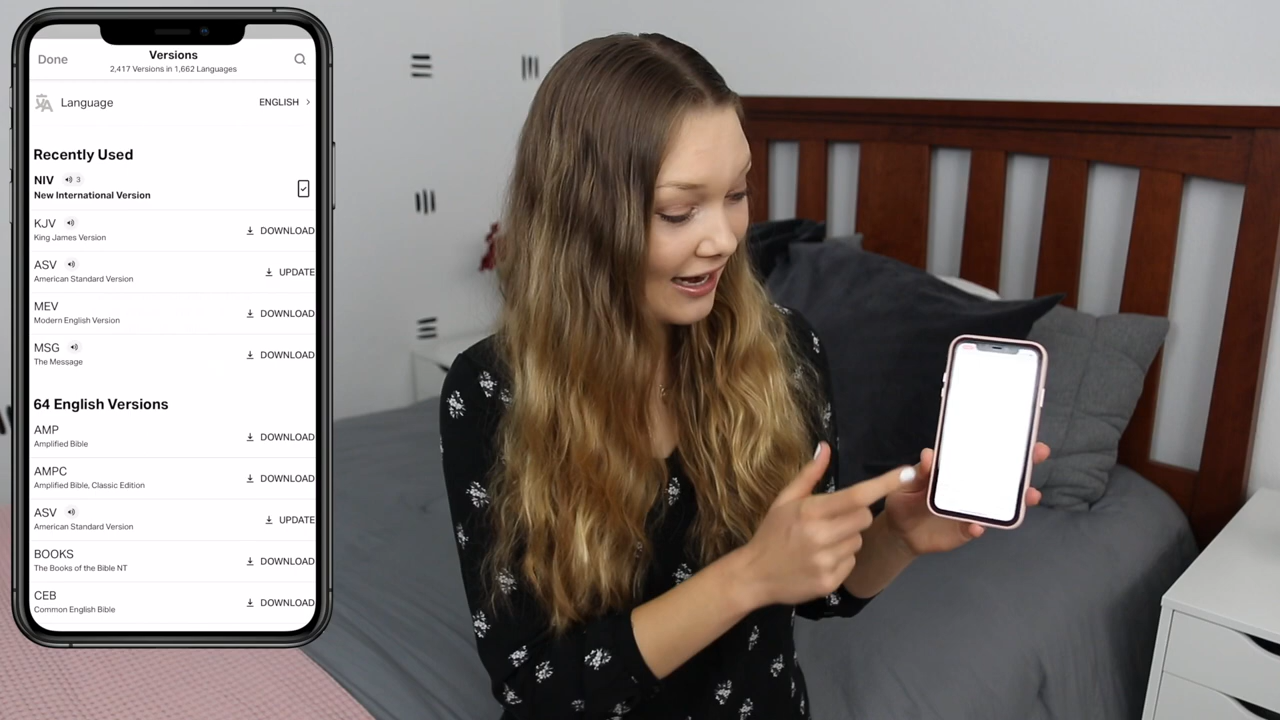 Done
Versions
2,417 Versions in 1,662 Languages
Language
ENGLISH
Recently Used
NIV 3
New International Version
KJV
King James Version
DOWNLOAD
ASV
American Standard Version
UPDATE
MEV
Modern English Version
DOWNLOAD
MSG
The Message
DOWNLOAD
64 English Versions
AMP
Amplified Bible
DOWNLOAD
AMPC
Amplified Bible, Classic Edition
DOWNLOAD
ASV
American Standard Version
UPDATE
BOOKS
The Books of the Bible NT
DOWNLOAD
CEB
Common English Bible
DOWNLOAD